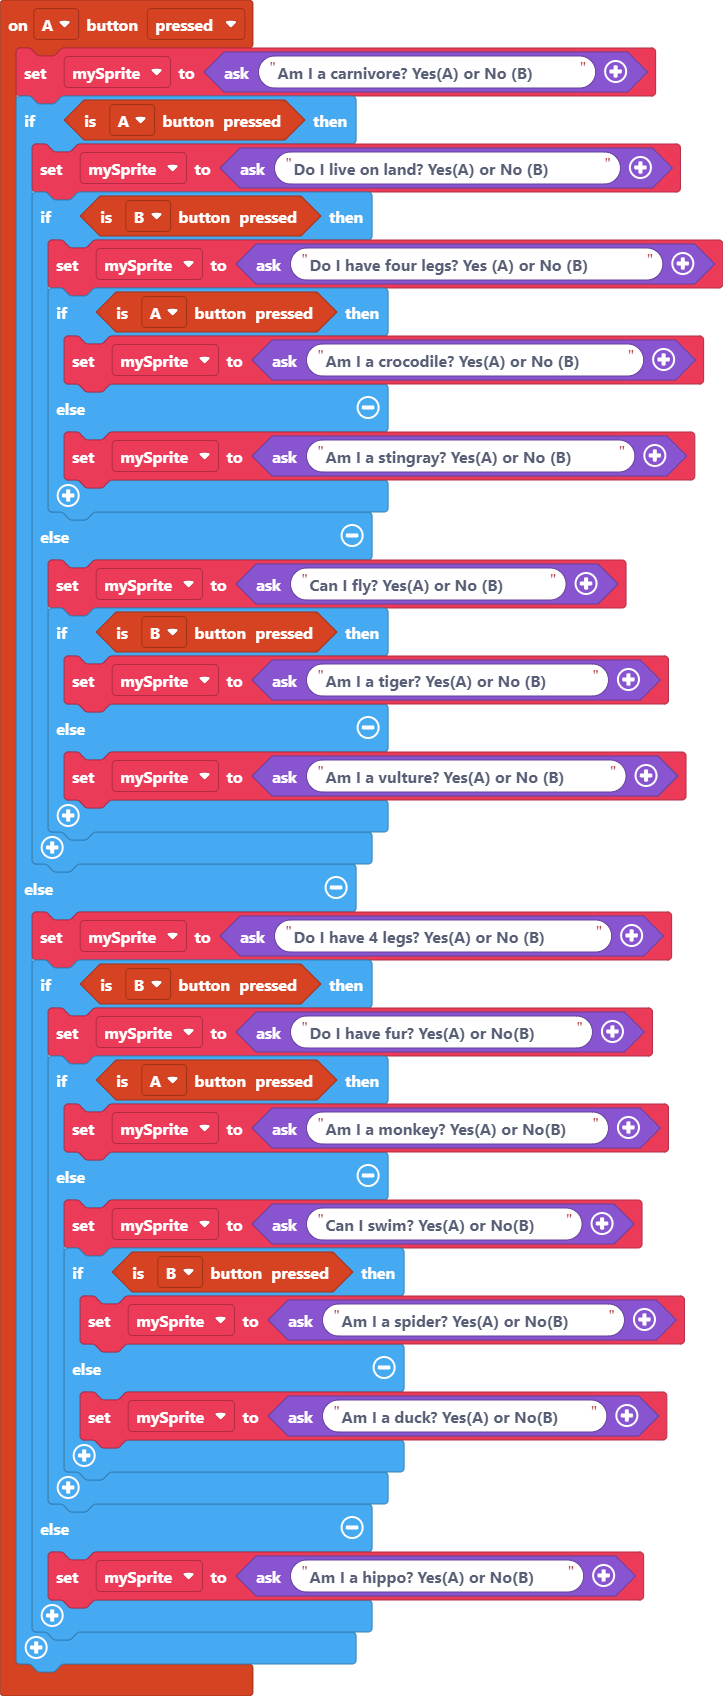 on A button pressed
set mySprite to ask "Am I a carnivore? Yes(A) or No (B) "
if is A button pressed then
set mySprite to ask "Do I live on land? Yes(A) or No (B) "
if is B button pressed then
set mySprite to ask "Do I have four legs? Yes (A) or No (B) "
if is A button pressed then
set mySprite to ask "Am I a crocodile? Yes(A) or No (B) "
else
set mySprite to ask "Am I a stingray? Yes(A) or No (B) "
else
set mySprite to ask "Can I fly? Yes(A) or No (B) "
if is B button pressed then
set mySprite to ask "Am I a tiger? Yes(A) or No (B) "
else
set mySprite to ask "Am I a vulture? Yes(A) or No (B) "
else
set mySprite to ask "Do I have 4 legs? Yes(A) or No (B) "
if is B button pressed then
set mySprite to ask "Do I have fur? Yes(A) or No(B) "
if is A button pressed then
set mySprite to ask "Am I a monkey? Yes(A) or No(B) "
else
set mySprite to ask "Can I swim? Yes(A) or No(B) "
if is B button pressed then
set mySprite to ask "Am I a spider? Yes(A) or No(B) "
else
set mySprite to ask "Am I a duck? Yes(A) or No(B) "
else
set mySprite to ask "Am I a hippo? Yes(A) or No(B) "